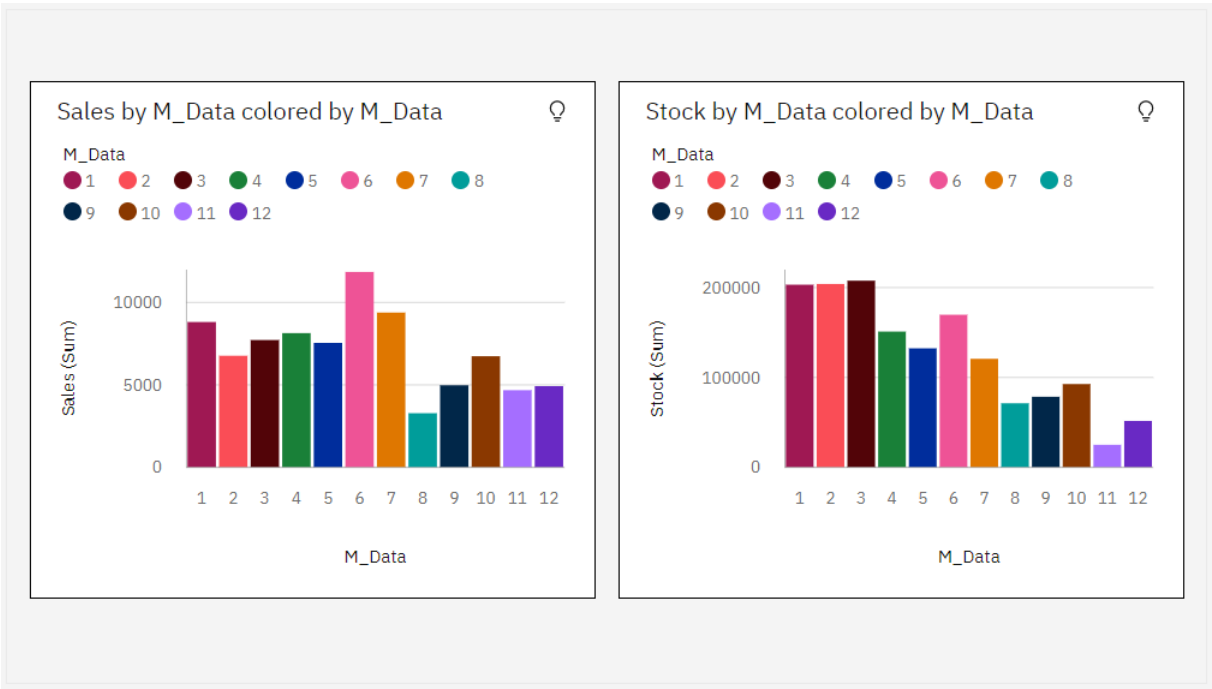 Sales by M_Data colored by M_Data
M_Data
1 2 3 4 5 6 7 8
9 10 11 12
10000
5000
0
Sales (Sum)
1 2 3 4 5 6 7 8 9 10 11 12
M_Data
Stock by M_Data colored by M_Data
M_Data
1 2 3 4 5 6 7 8
9 10 11 12
200000
100000
0
Stock (Sum)
1 2 3 4 5 6 7 8 9 10 11 12
M_Data